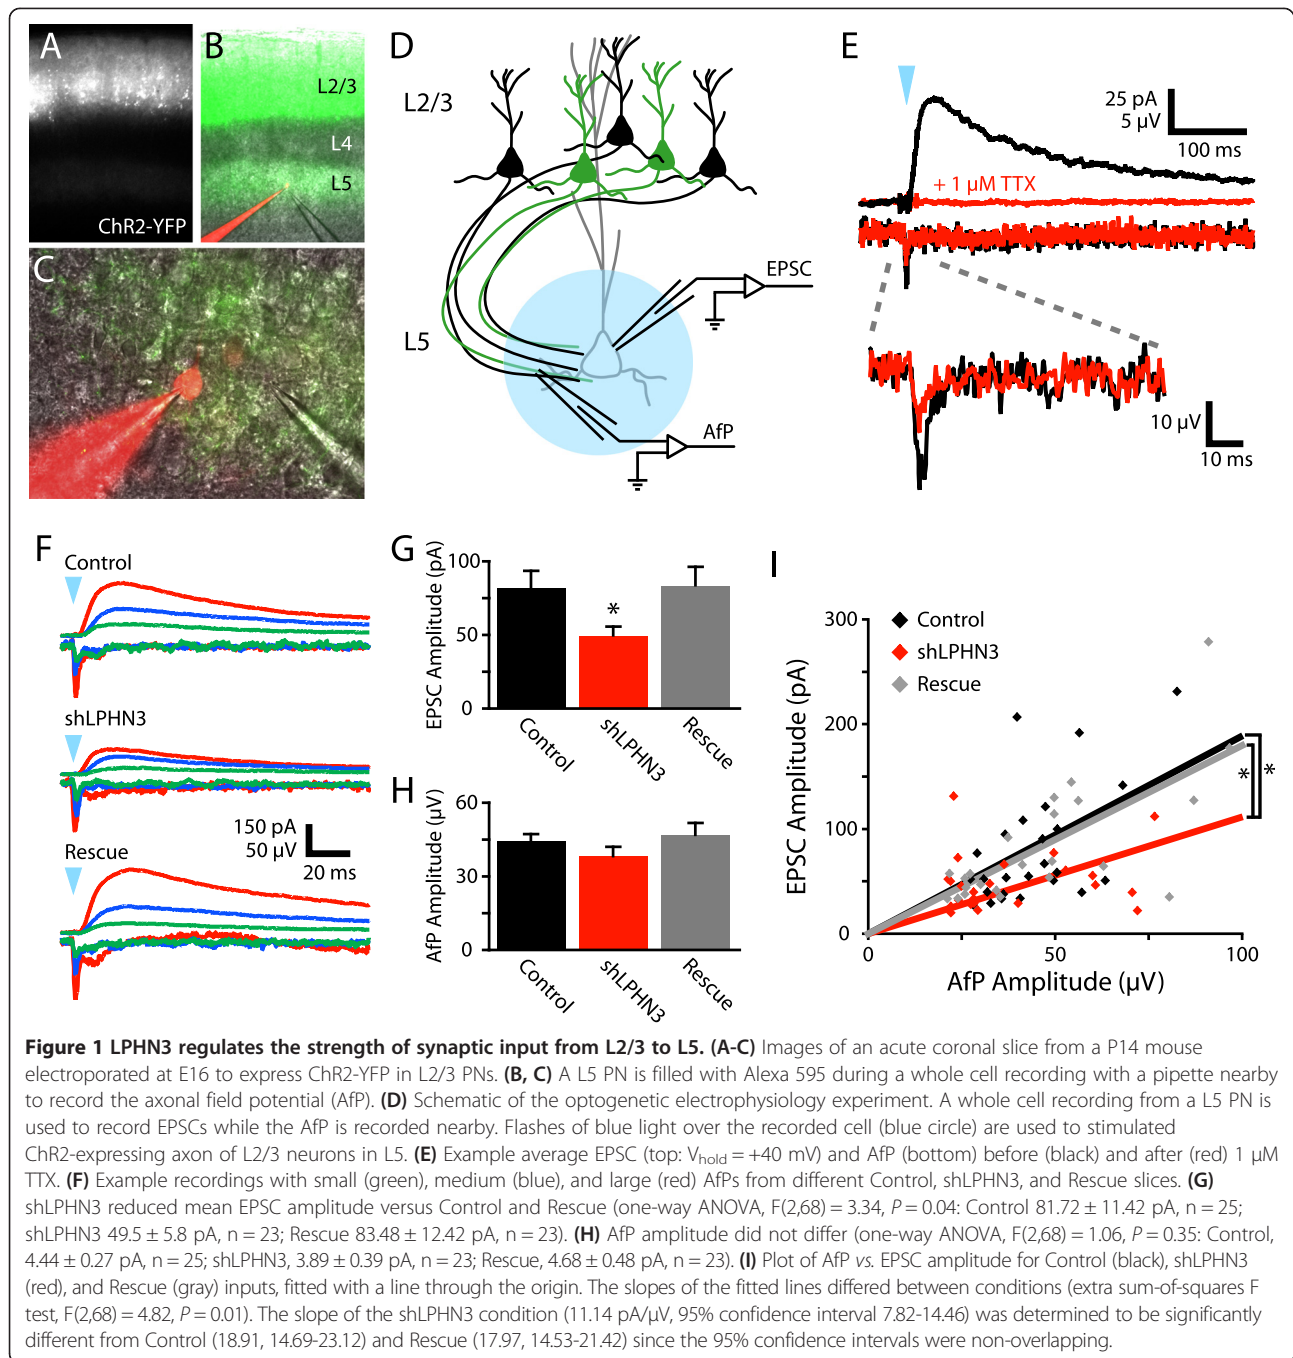 A
ChR2-YFP
B
L2/3
L4
L5
C
D
L2/3
L5
EPSC
AfP
E
25 pA
5 µV
100 ms
+ 1 µM TTX
10 µV
10 ms
F
Control
shLPHN3
150 pA
50 µV
20 ms
Rescue
G
EPSC Amplitude (pA)
100
50
0
Control
shLPHN3
Rescue
*
H
AfP Amplitude (µV)
60
30
0
Control
shLPHN3
Rescue
I
Control
shLPHN3
Rescue
EPSC Amplitude (pA)
300
200
100
0
0
50
100
AfP Amplitude (µV)
*
*
Figure 1 LPHN3 regulates the strength of synaptic input from L2/3 to L5. (A-C) Images of an acute coronal slice from a P14 mouse
electroporated at E16 to express ChR2-YFP in L2/3 PNs. (B, C) A L5 PN is filled with Alexa 595 during a whole cell recording with a pipette nearby
to record the axonal field potential (AfP). (D) Schematic of the optogenetic electrophysiology experiment. A whole cell recording from a L5 PN is
used to record EPSCs while the AfP is recorded nearby. Flashes of blue light over the recorded cell (blue circle) are used to stimulated
ChR2-expressing axon of L2/3 neurons in L5. (E) Example average EPSC (top: Vhold = +40 mV) and AfP (bottom) before (black) and after (red) 1 µM
TTX. (F) Example recordings with small (green), medium (blue), and large (red) AfPs from different Control, shLPHN3, and Rescue slices. (G)
shLPHN3 reduced mean EPSC amplitude versus Control and Rescue (one-way ANOVA, F(2,68) = 3.34, P = 0.04: Control 81.72 ± 11.42 pA, n = 25;
shLPHN3 49.5 ± 5.8 pA, n = 23; Rescue 83.48 ± 12.42 pA, n = 23). (H) AfP amplitude did not differ (one-way ANOVA, F(2,68) = 1.06, P = 0.35: Control,
4.44 ± 0.27 pA, n = 25; shLPHN3, 3.89 ± 0.39 pA, n = 23; Rescue, 4.68 ± 0.48 pA, n = 23). (I) Plot of AfP vs. EPSC amplitude for Control (black), shLPHN3
(red), and Rescue (gray) inputs, fitted with a line through the origin. The slopes of the fitted lines differed between conditions (extra sum-of-squares F
test, F(2,68) = 4.82, P = 0.01). The slope of the shLPHN3 condition (11.14 pA/µV, 95% confidence interval 7.82-14.46) was determined to be significantly
different from Control (18.91, 14.69-23.12) and Rescue (17.97, 14.53-21.42) since the 95% confidence intervals were non-overlapping.